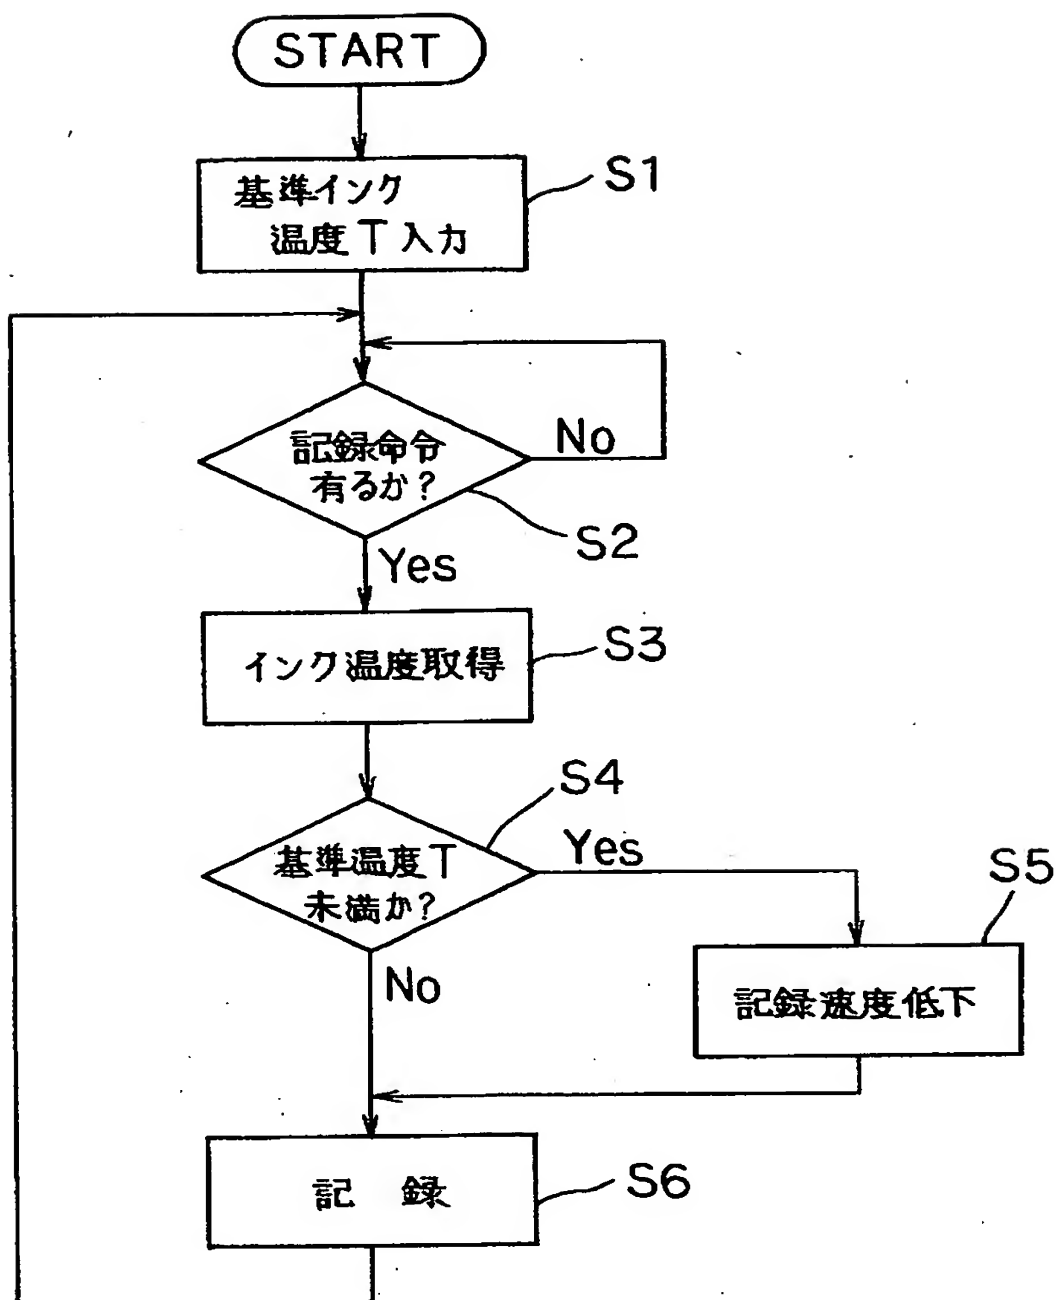 START
基準インク
温度T入力
S1
記録命令
有るか?
No
S2
Yes
インク温度取得
S3
S4
基準温度T
未満か?
Yes
S5
No
記録速度低下
記 録
S6